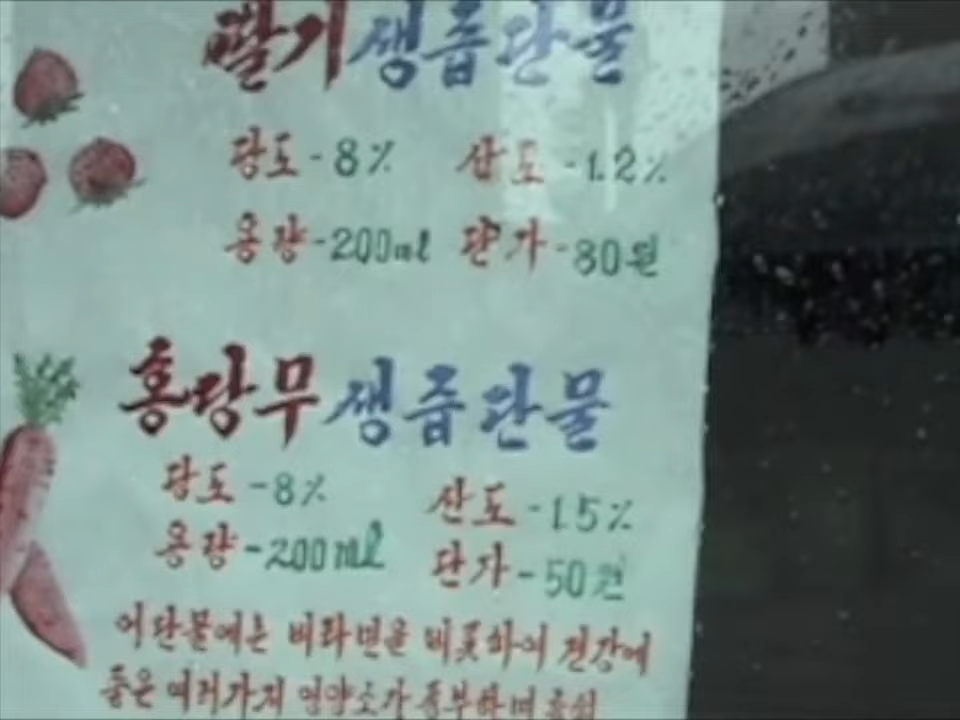 딸기생즙단물
당도-8% 산도-1.2%
용량-200ml 단가-80원
홍당무생즙단물
당도-8% 산도-1.5%
용량-200ml 단가-50원
이단물에는 비타민을 비롯하여 건강에
좋은 여러가지 영양소가 풍부하며